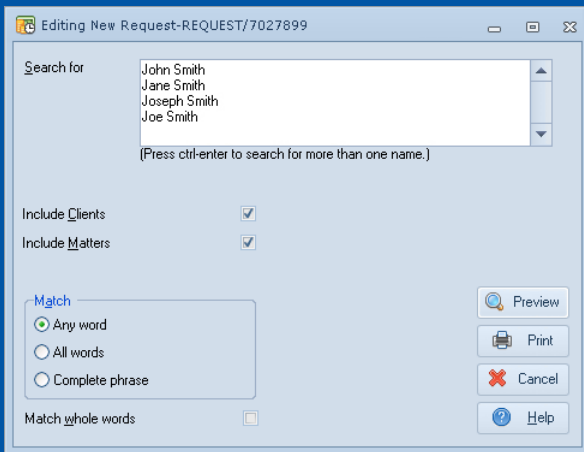 Editing New Request-REQUEST/7027899
Search for
John Smith
Jane Smith
Joseph Smith
Joe Smith
(Press ctrl-enter to search for more than one name.)
Include Clients
Include Matters
Match
Any word
All words
Complete phrase
Match whole words
Preview
Print
Cancel
Help